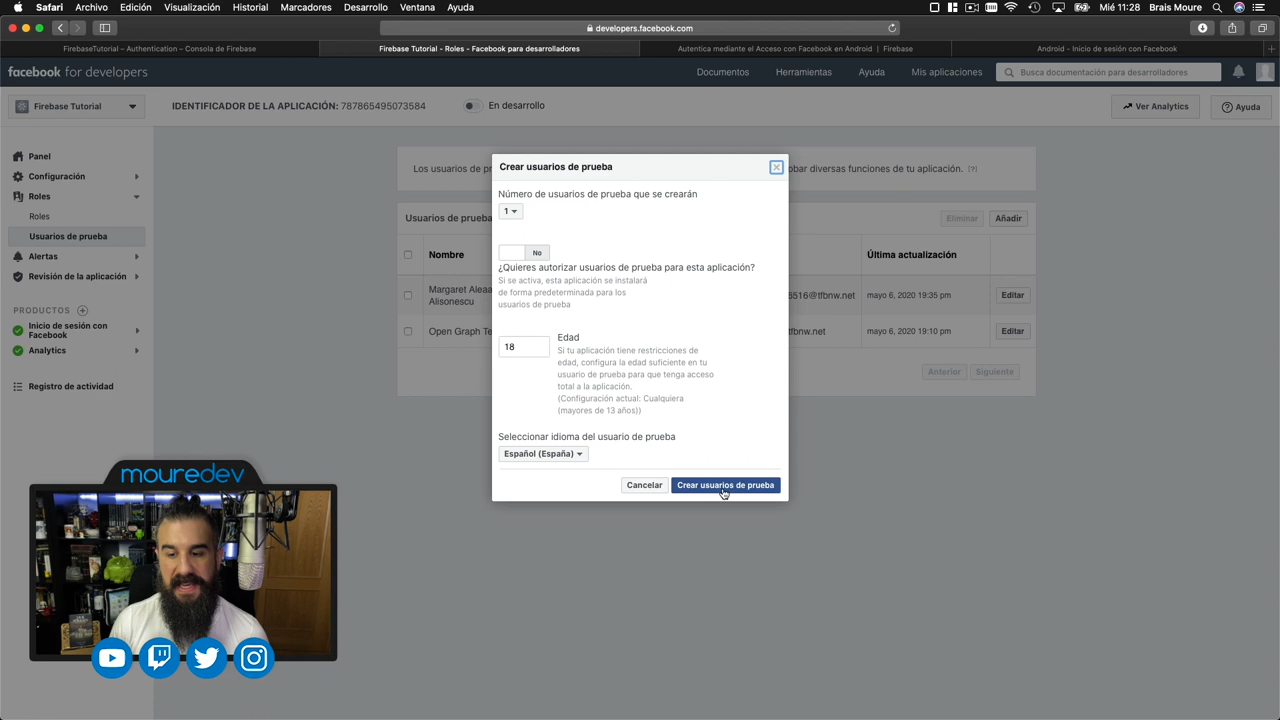 Safari Archivo Edición Visualización Historial Marcadores Desarrollo Ventana Ayuda Mié 11:28 Brais Moure
developers.facebook.com
FirebaseTutorial – Authentication – Consola de Firebase
Firebase Tutorial - Roles - Facebook para desarrolladores
Autentica mediante el Acceso con Facebook en Android | Firebase
Android - Inicio de sesión con Facebook
facebook for developers
Documentos Herramientas Ayuda Mis aplicaciones
Busca documentación para desarrolladores
Firebase Tutorial
IDENTIFICADOR DE LA APLICACIÓN: 787865495073584
En desarrollo
Ver Analytics
Ayuda
Panel
Configuración
Roles
Roles
Usuarios de prueba
Alertas
Revisión de la aplicación
PRODUCTOS
Inicio de sesión con
Facebook
Analytics
Registro de actividad
Los usuarios de pr
obar diversas funciones de tu aplicación. [?]
Usuarios de prueba
Eliminar
Añadir
Nombre
Última actualización
Margaret Aleaa
Alisonescu
6516@tfbnw.net
mayo 6, 2020 19:35 pm
Editar
Open Graph Te
tfbnw.net
mayo 6, 2020 19:10 pm
Editar
Anterior
Siguiente
Crear usuarios de prueba
Número de usuarios de prueba que se crearán
1
No
¿Quieres autorizar usuarios de prueba para esta aplicación?
Si se activa, esta aplicación se instalará
de forma predeterminada para los
usuarios de prueba
18
Edad
Si tu aplicación tiene restricciones de
edad, configura la edad suficiente en tu
usuario de prueba para que tenga acceso
total a la aplicación.
(Configuración actual: Cualquiera
(mayores de 13 años))
Seleccionar idioma del usuario de prueba
Español (España)
Cancelar
Crear usuarios de prueba
mouredev